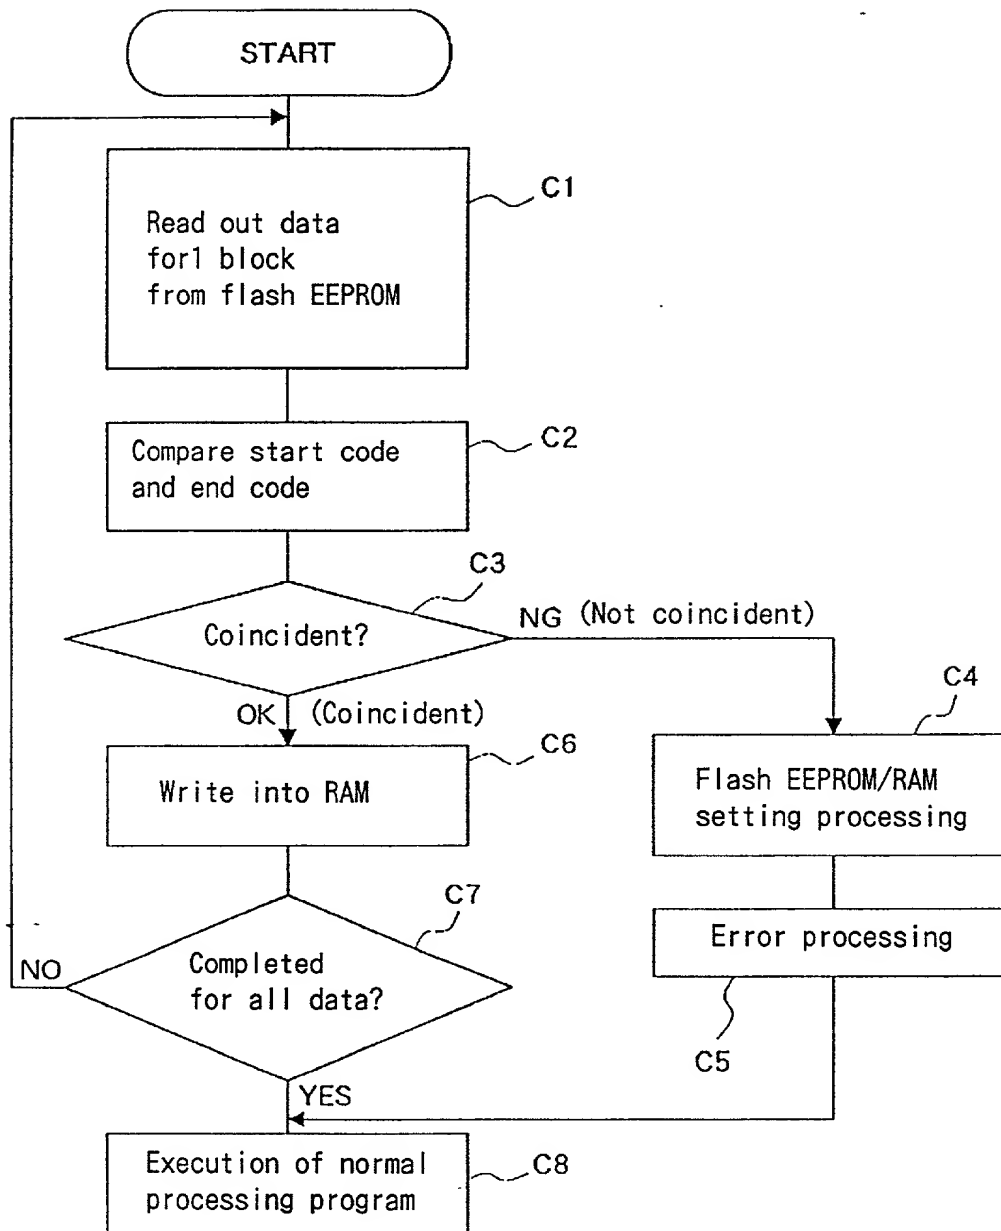 START
C1
Read out data
for1 block
from flash EEPROM
C2
Compare start code
and end code
C3
Coincident?
NG (Not coincident)
OK (Coincident)
C4
C6
Write into RAM
Flash EEPROM/RAM
setting processing
C7
Error processing
NO
Completed
for all data?
C5
YES
Execution of normal
processing program
C8